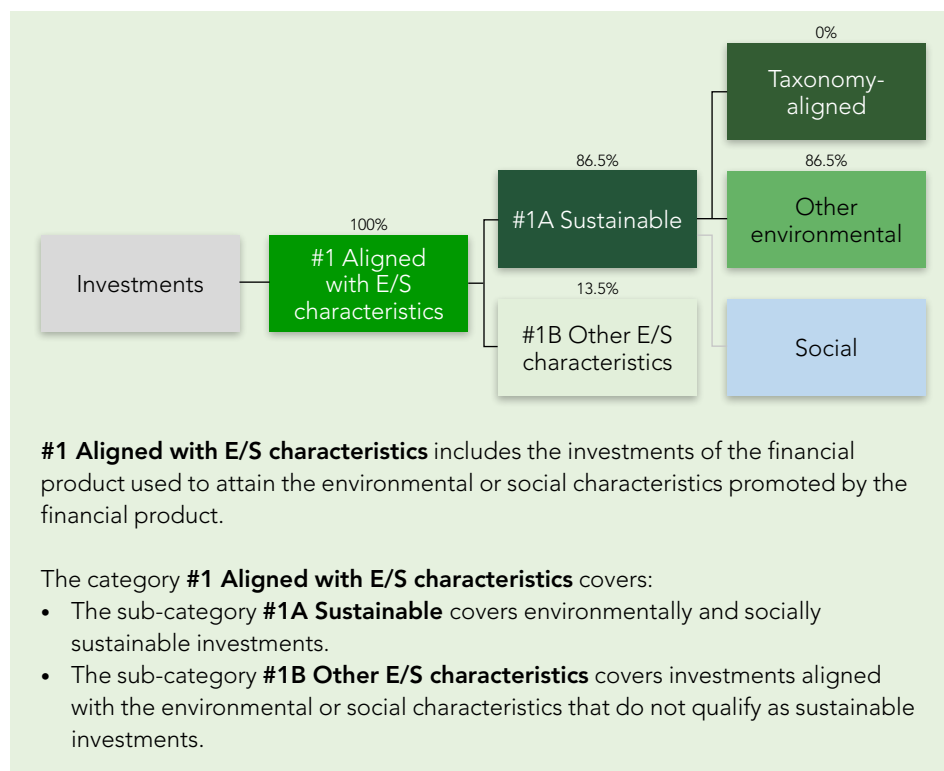 0%
Taxonomy-
aligned
86.5%
#1A Sustainable
86.5%
Other
environmental
100%
#1 Aligned
with E/S
characteristics
Investments
13.5%
#1B Other E/S
characteristics
Social
#1 Aligned with E/S characteristics includes the investments of the financial
product used to attain the environmental or social characteristics promoted by the
financial product.
The category #1 Aligned with E/S characteristics covers:
• The sub-category #1A Sustainable covers environmentally and socially
sustainable investments.
• The sub-category #1B Other E/S characteristics covers investments aligned
with the environmental or social characteristics that do not qualify as sustainable
investments.